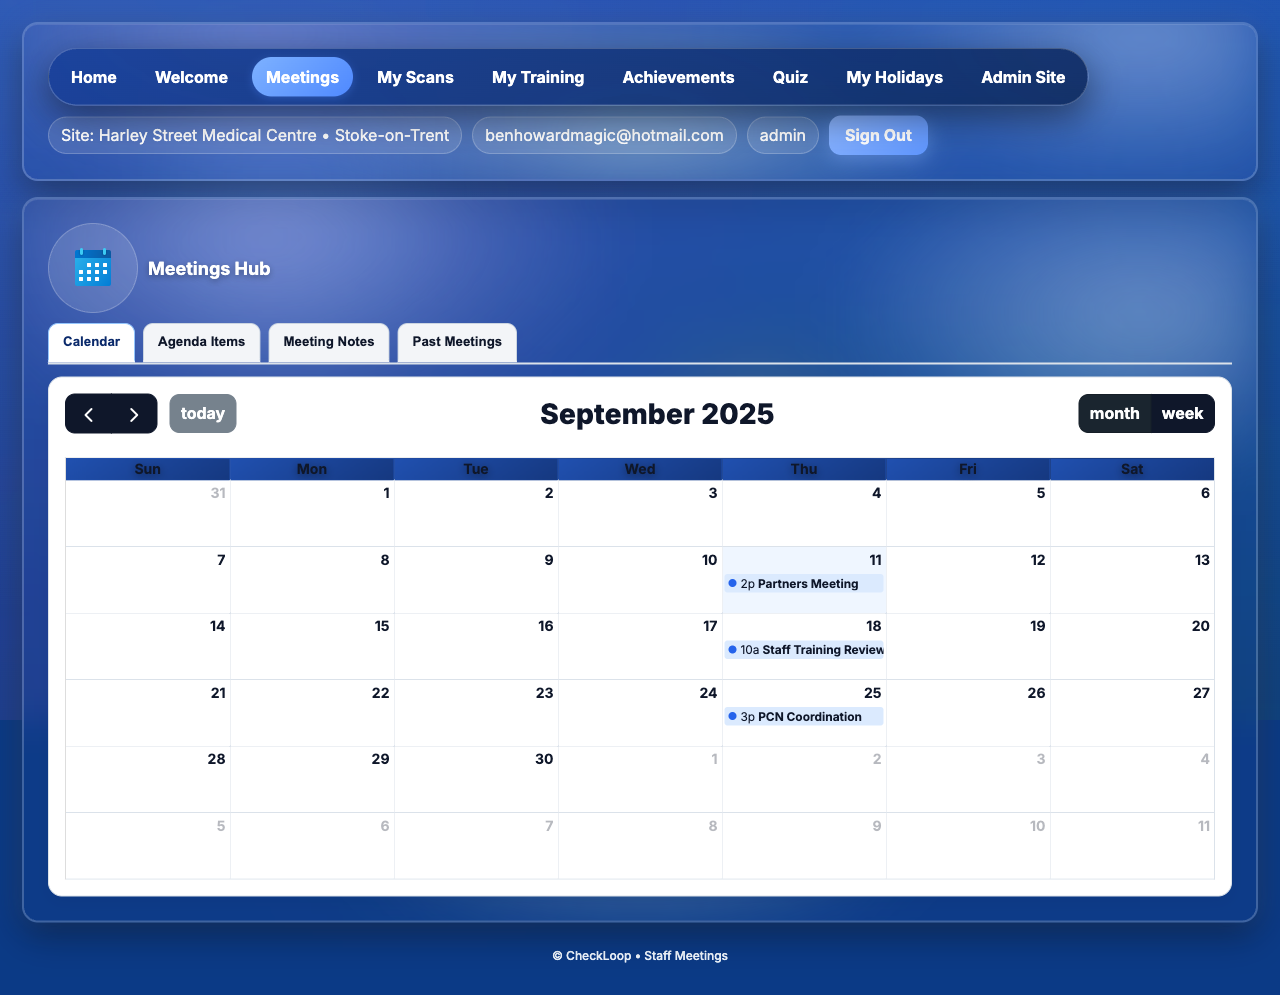 Home Welcome Meetings My Scans My Training Achievements Quiz My Holidays Admin Site
Site: Harley Street Medical Centre • Stoke-on-Trent benhowardmagic@hotmail.com admin Sign Out
Meetings Hub
Calendar Agenda Items Meeting Notes Past Meetings
today September 2025 month week
Sun Mon Tue Wed Thu Fri Sat
31 1 2 3 4 5 6
7 8 9 10 11 12 13
2p Partners Meeting
14 15 16 17 18 19 20
10a Staff Training Review
21 22 23 24 25 26 27
3p PCN Coordination
28 29 30 1 2 3 4
5 6 7 8 9 10 11
© CheckLoop • Staff Meetings